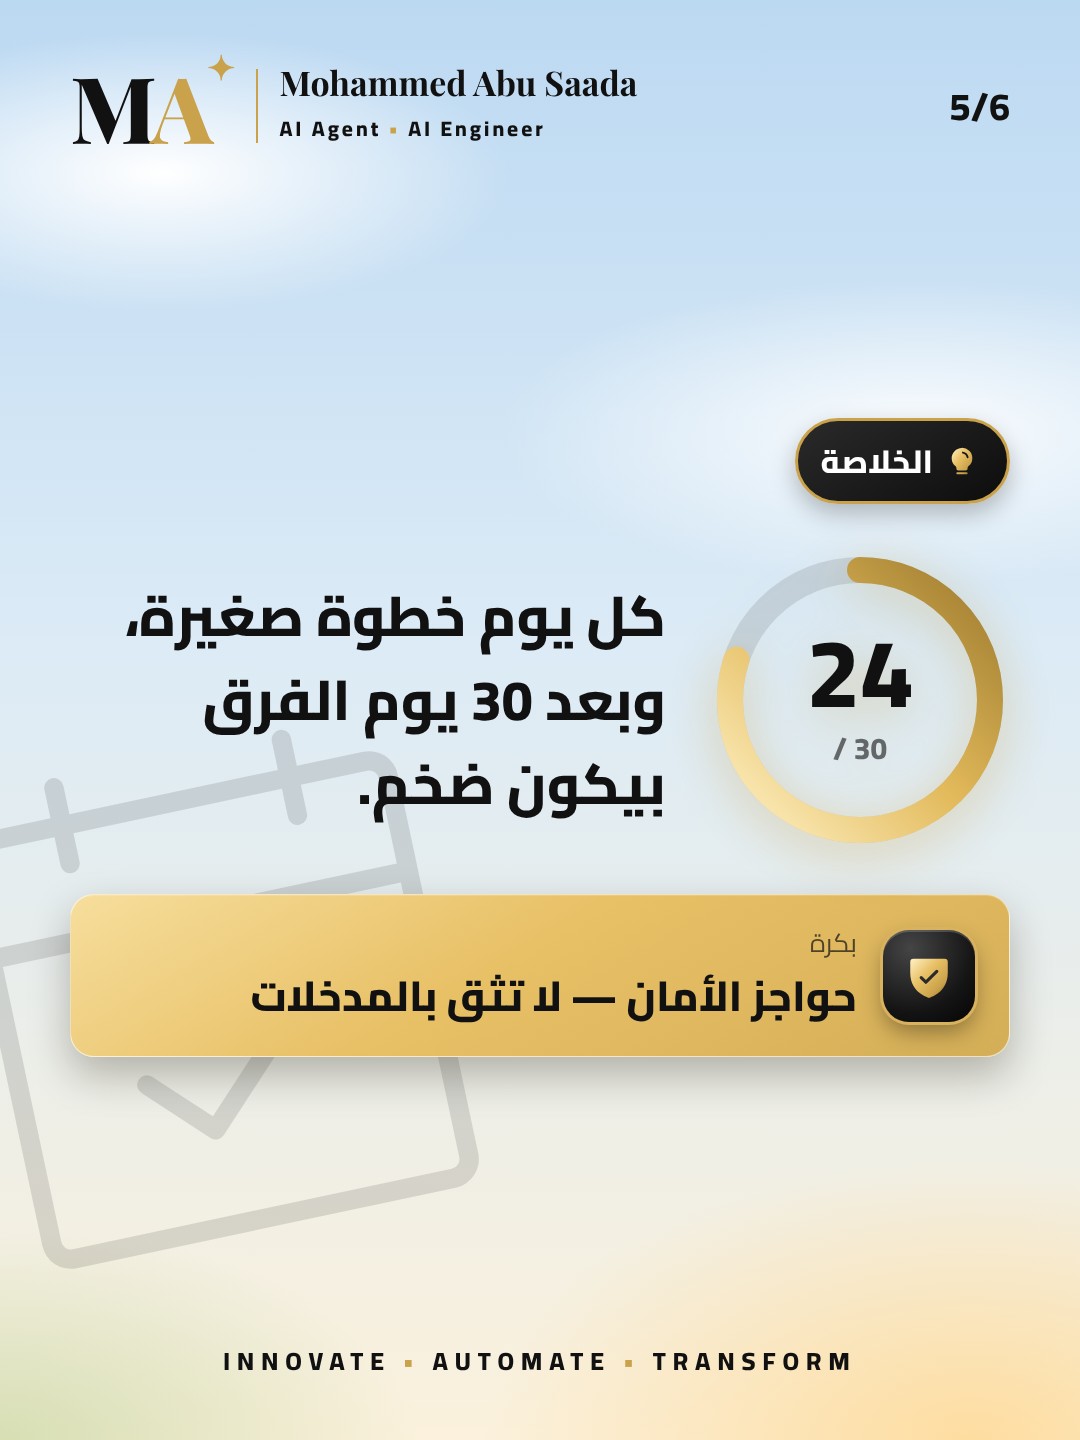 MA
Mohammed Abu Saada
AI Agent ▪ AI Engineer
5/6
الخلاصة
24
/ 30
كل يوم خطوة صغيرة،
وبعد 30 يوم الفرق
بيكون ضخم.
بكرة
حواجز الأمان — لا تثق بالمدخلات
INNOVATE ▪ AUTOMATE ▪ TRANSFORM